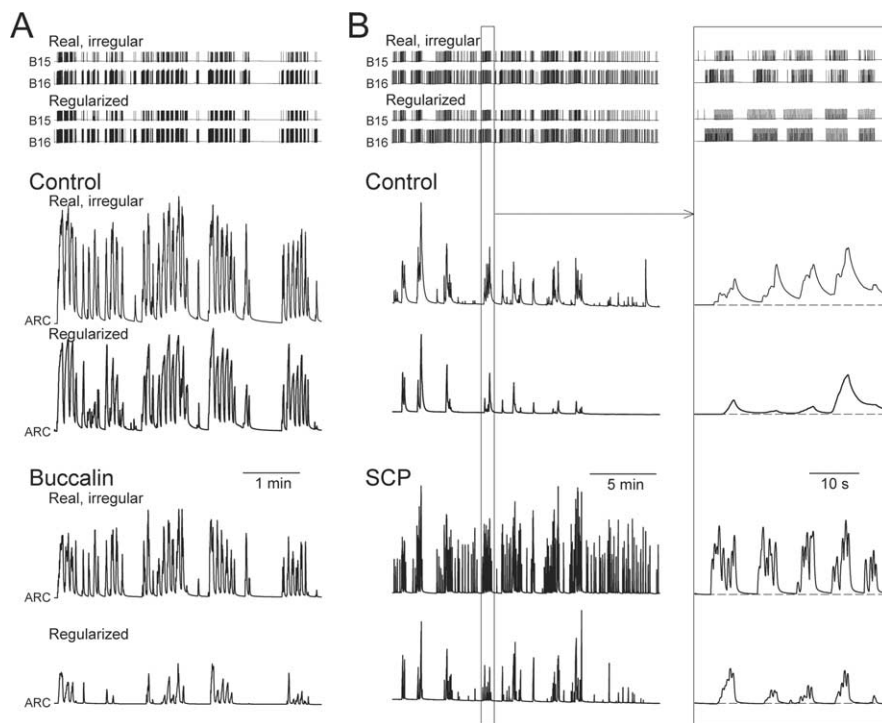 A
Real, irregular
B15
B16
Regularized
B15
B16
Control
Real, irregular
ARC
Regularized
ARC
Buccalin
1 min
Real, irregular
ARC
Regularized
ARC
B
Real, irregular
B15
B16
Regularized
B15
B16
Control
SCP
5 min
10 s